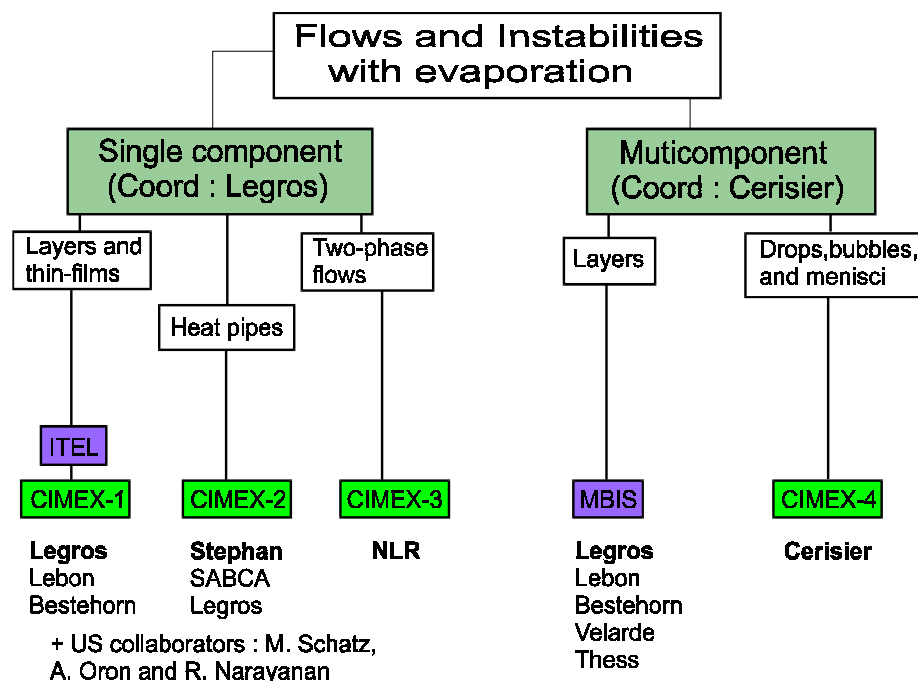 Flows and Instabilities
with evaporation
Single component
(Coord : Legros)
Muticomponent
(Coord : Cerisier)
Layers and
thin-films
Heat pipes
Two-phase
flows
Layers
Drops,bubbles,
and menisci
ITEL
CIMEX-1
CIMEX-2
CIMEX-3
MBIS
CIMEX-4
Legros
Lebon
Bestehorn
Stephan
SABCA
Legros
NLR
Legros
Lebon
Bestehorn
Velarde
Thess
Cerisier
+ US collaborators : M. Schatz,
A. Oron and R. Narayanan